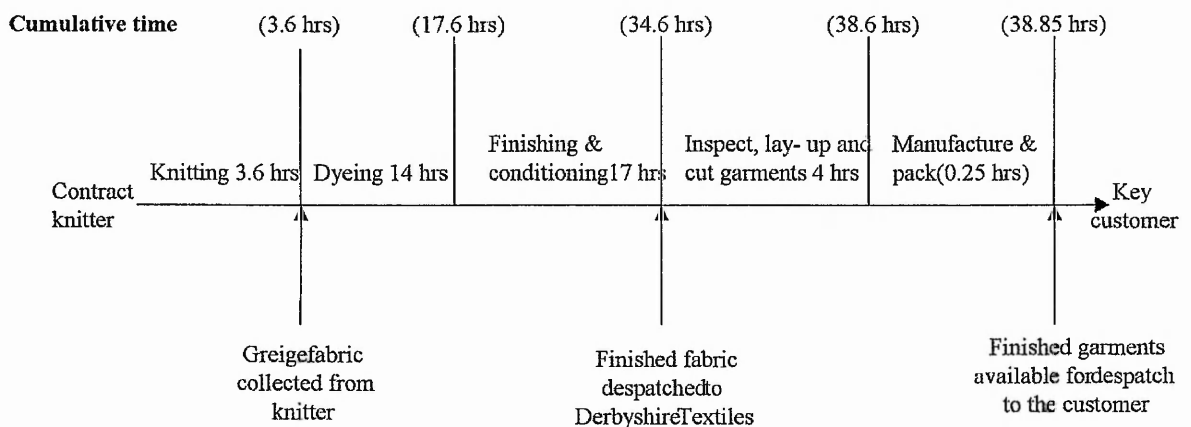 Cumulative time (3.6 hrs) (17.6 hrs) (34.6 hrs) (38.6 hrs) (38.85 hrs)
Finishing & Inspect, lay- up and Manufacture &
Knitting 3.6 hrs Dyeing 14 hrs conditioning17 hrs cut garments 4 hrs pack(0.25 hrs)
Contract
knitter
Key
customer
Greigefabric
collected from
knitter
Finished fabric
despatchedto
DerbyshireTextiles
Finished garments
available fordespatch
to the customer